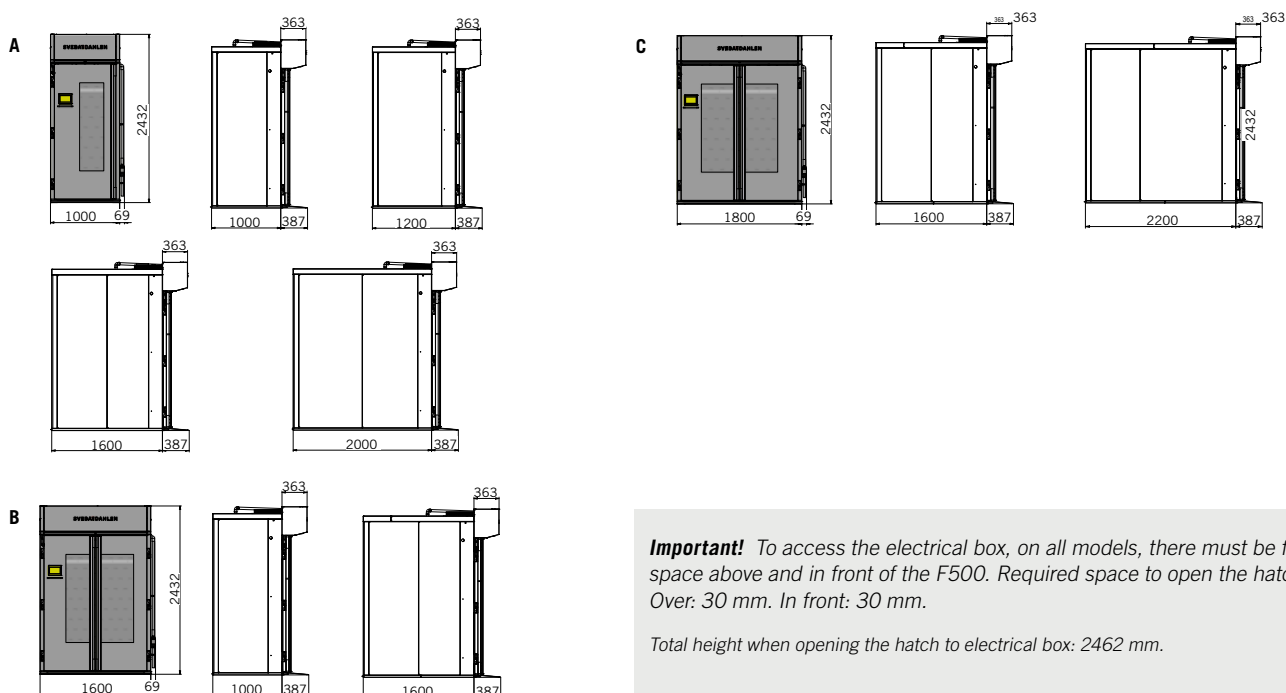 A
SVEBADAHLEN
2432
1000 69
363
1000 387
363
1200 387
363
1600 387
363
2000 387
B
SVEBADAHLEN
2432
1600 69
363
1000 387
363
1600 387
C
SVEBADAHLEN
2432
1800 69
363 363
1600 387
363 363
2432
2200 387
Important! To access the electrical box, on all models, there must be f
space above and in front of the F500. Required space to open the hatc
Over: 30 mm. In front: 30 mm.
Total height when opening the hatch to electrical box: 2462 mm.